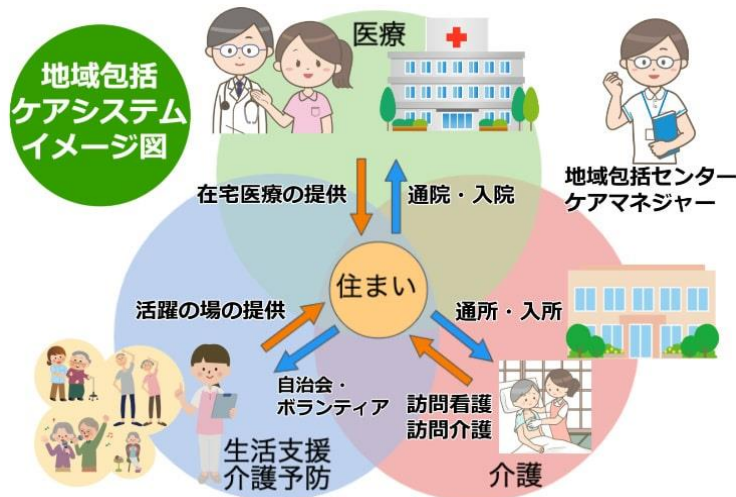 地域包括
ケアシステム
イメージ図
医療
地域包括センター
ケアマネジャー
在宅医療の提供
通院・入院
住まい
活躍の場の提供
通所・入所
自治会・
ボランティア
訪問看護
訪問介護
生活支援
介護予防
介護